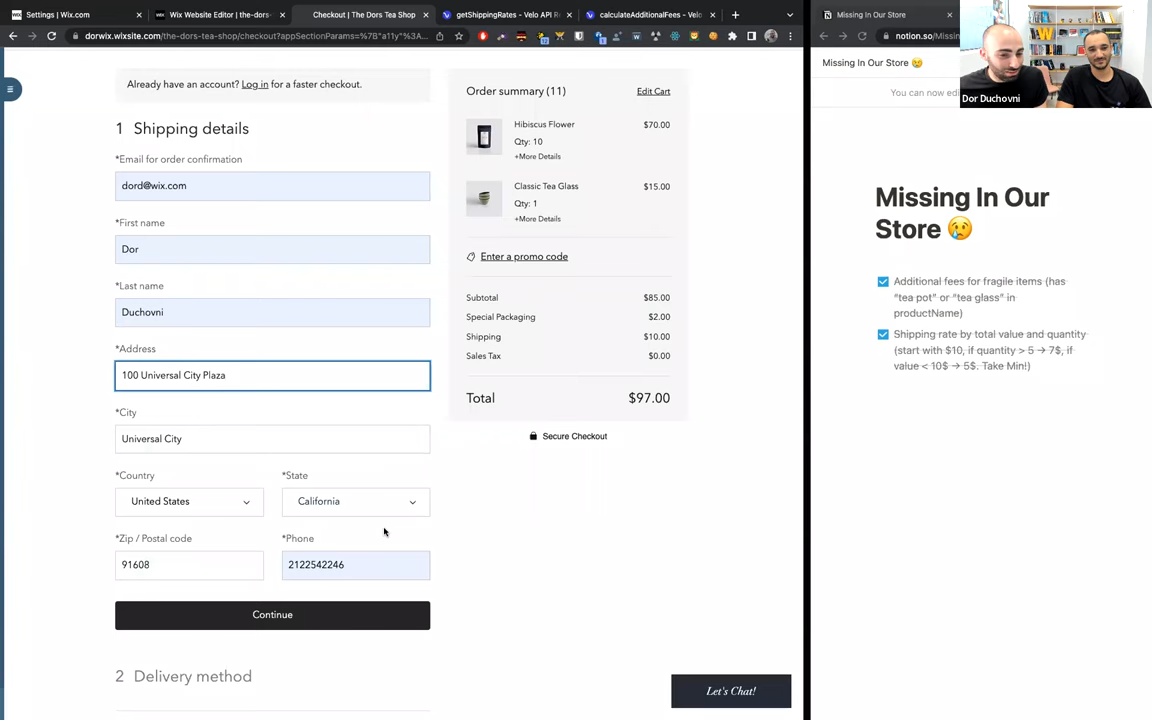 Settings | Wix.com
Wix Website Editor | the-dors-
Checkout | The Dors Tea Shop
getShippingRates - Velo API R
calculateAdditionalFees - Velo
Missing In Our Store
dorwix.wixsite.com/the-dors-tea-shop/checkout?appSectionParams=%7B"a11y"%3A...
notion.so/Missin
Missing In Our Store 😢
You can now edi
Dor Duchovni
Already have an account? Log in for a faster checkout.
1 Shipping details
*Email for order confirmation
dord@wix.com
*First name
Dor
*Last name
Duchovni
*Address
100 Universal City Plaza
*City
Universal City
*Country
*State
United States
California
*Zip / Postal code
*Phone
91608
2122542246
Continue
2 Delivery method
Order summary (11)
Edit Cart
Hibiscus Flower
$70.00
Qty: 10
+More Details
Classic Tea Glass
$15.00
Qty: 1
+More Details
Enter a promo code
Subtotal
$85.00
Special Packaging
$2.00
Shipping
$10.00
Sales Tax
$0.00
Total
$97.00
Secure Checkout
Let's Chat!
Missing In Our
Store 😢
Additional fees for fragile items (has
"tea pot" or "tea glass" in
productName)
Shipping rate by total value and quantity
(start with $10, if quantity > 5 → 7$, if
value < 10$ → 5$. Take Min!)